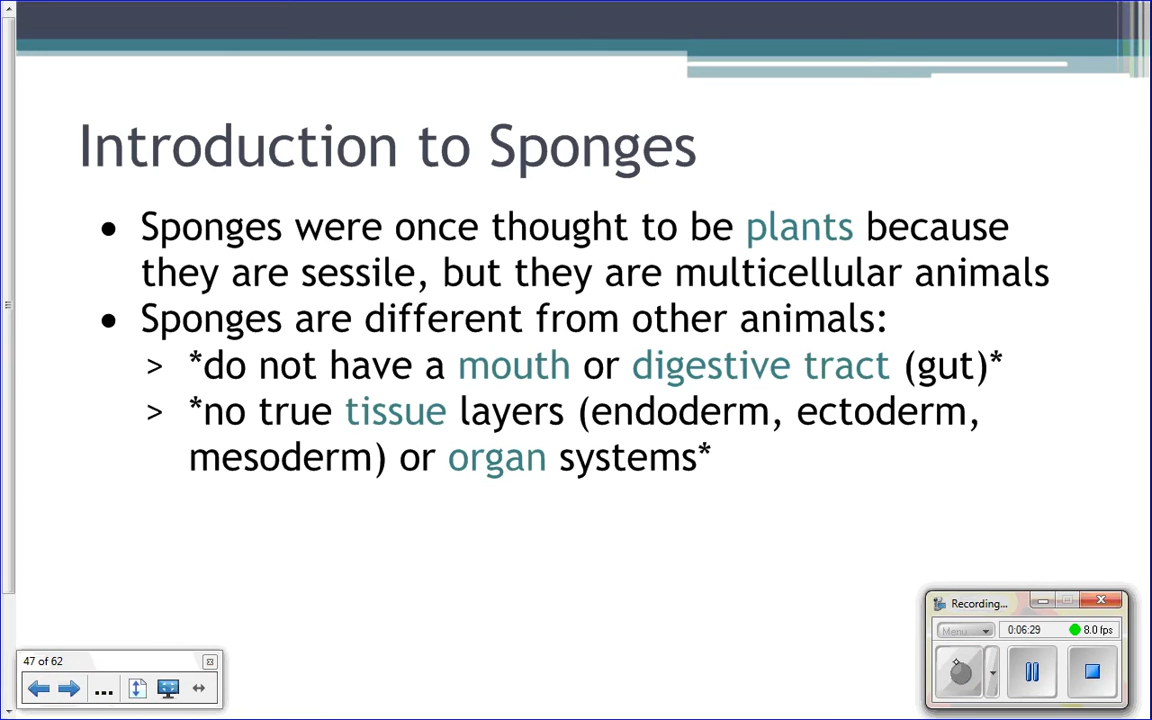 Introduction to Sponges
• Sponges were once thought to be plants because
they are sessile, but they are multicellular animals
• Sponges are different from other animals:
> *do not have a mouth or digestive tract (gut)*
> *no true tissue layers (endoderm, ectoderm,
mesoderm) or organ systems*
Recording...
Menu
0:06:29
8.0 fps
47 of 62
...